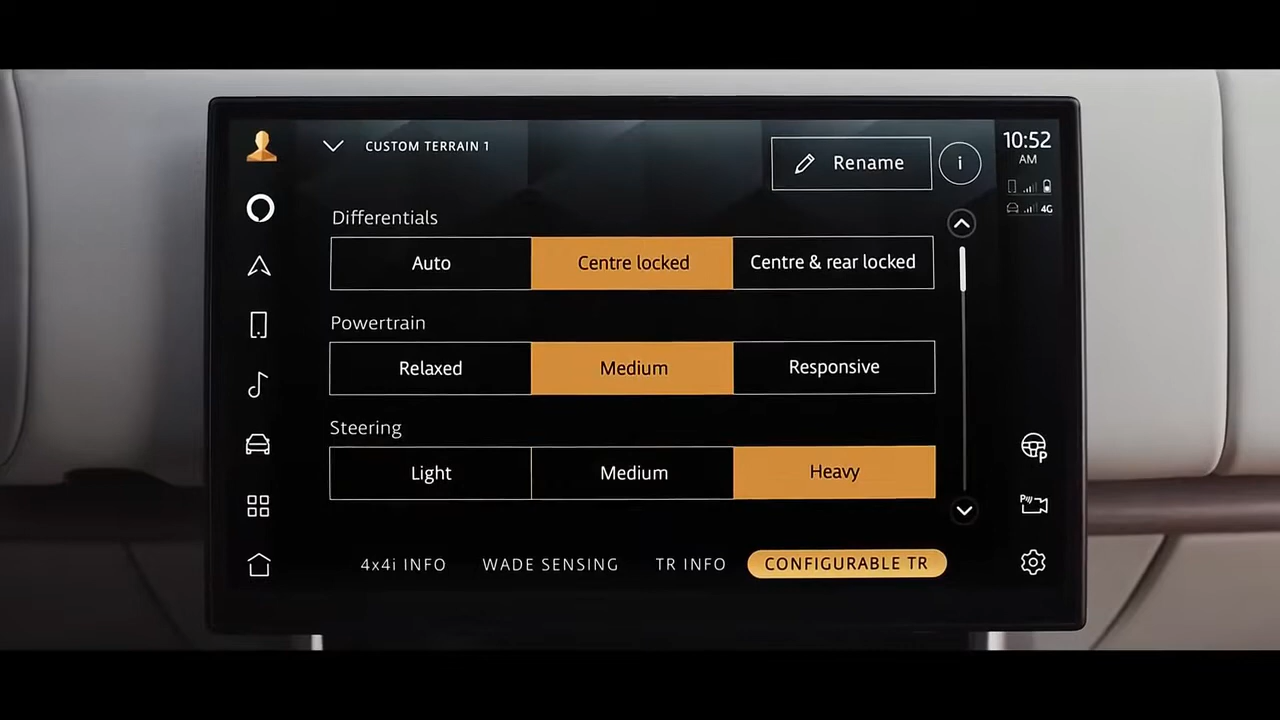 CUSTOM TERRAIN 1
Rename
i
10:52
AM
4G
Differentials
Auto
Centre locked
Centre & rear locked
Powertrain
Relaxed
Medium
Responsive
Steering
Light
Medium
Heavy
P
P
4x4i INFO
WADE SENSING
TR INFO
CONFIGURABLE TR